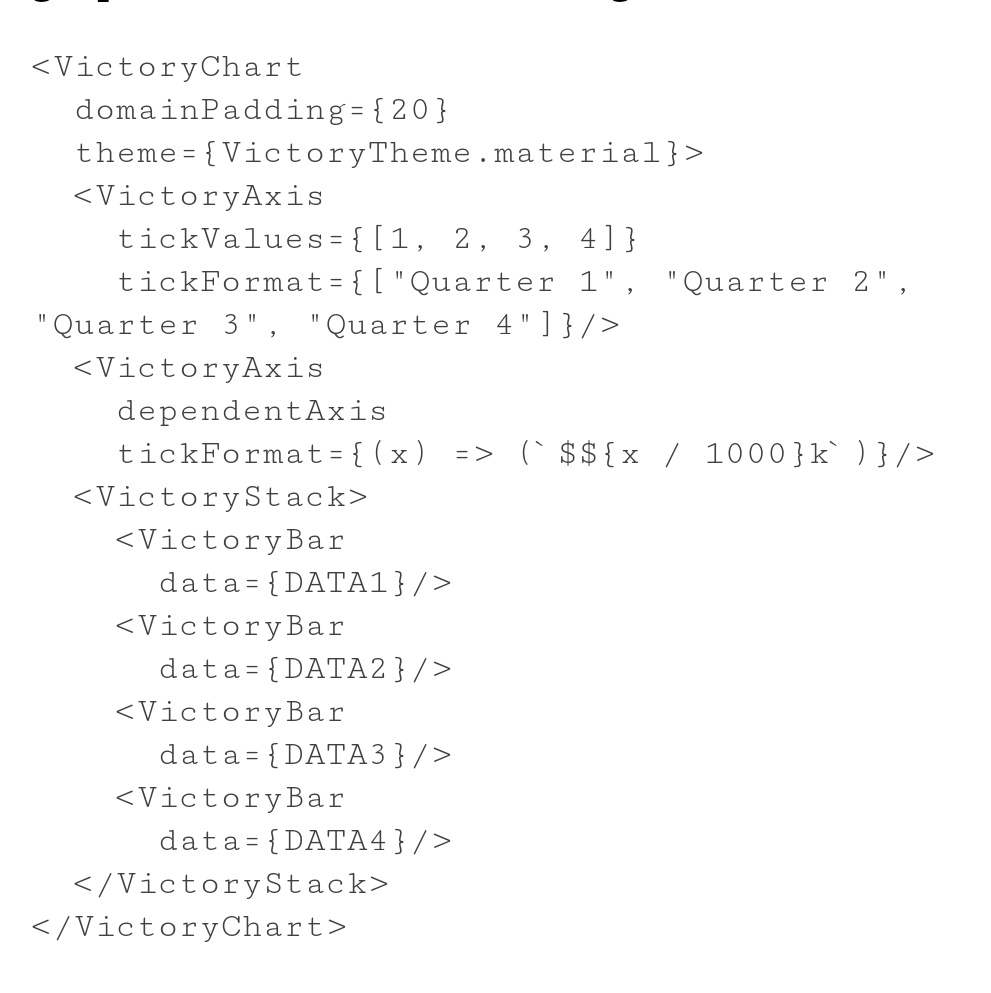 <VictoryChart
  domainPadding={20}
  theme={VictoryTheme.material}>
  <VictoryAxis
    tickValues={[1, 2, 3, 4]}
    tickFormat={["Quarter 1", "Quarter 2",
"Quarter 3", "Quarter 4"]}/>
  <VictoryAxis
    dependentAxis
    tickFormat={(x) => (`$${x / 1000}k`)}/>
  <VictoryStack>
    <VictoryBar
      data={DATA1}/>
    <VictoryBar
      data={DATA2}/>
    <VictoryBar
      data={DATA3}/>
    <VictoryBar
      data={DATA4}/>
  </VictoryStack>
</VictoryChart>